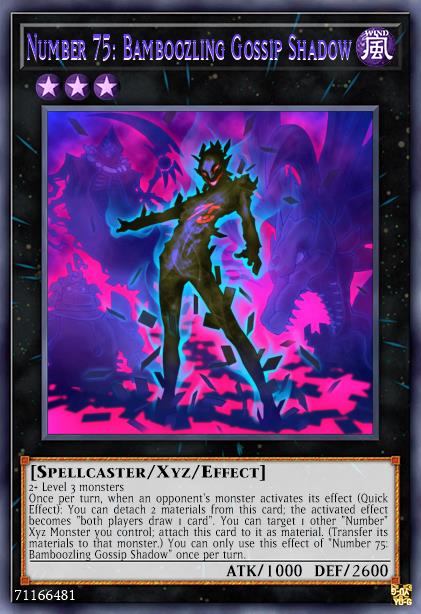 Number 75: Bamboozling Gossip Shadow
WIND
風
[Spellcaster/Xyz/Effect]
2+ Level 3 monsters
Once per turn, when an opponent's monster activates its effect (Quick
Effect): You can detach 2 materials from this card; the activated effect
becomes "both players draw 1 card". You can target 1 other "Number"
Xyz Monster you control; attach this card to it as material. (Transfer its
materials to that monster.) You can only use this effect of "Number 75:
Bamboozling Gossip Shadow" once per turn.
ATK/1000 DEF/2600
71166481